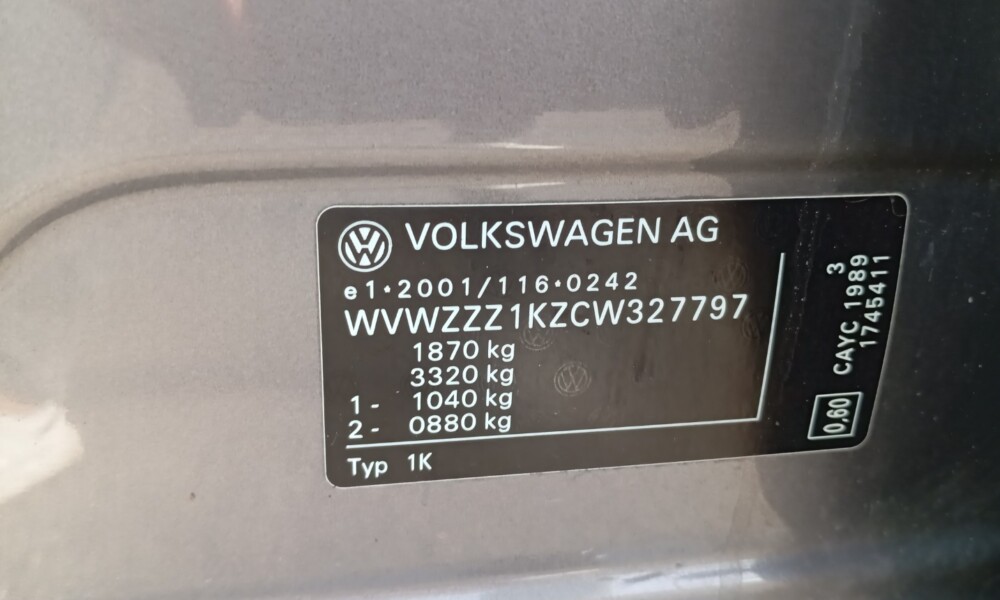 VOLKSWAGEN AG
e1*2001/116*0242
WVWZZZ1KZCW327797
1870 kg
3320 kg
1- 1040 kg
2- 0880 kg
Typ 1K
3
CAYC 1989
1745411
0,60